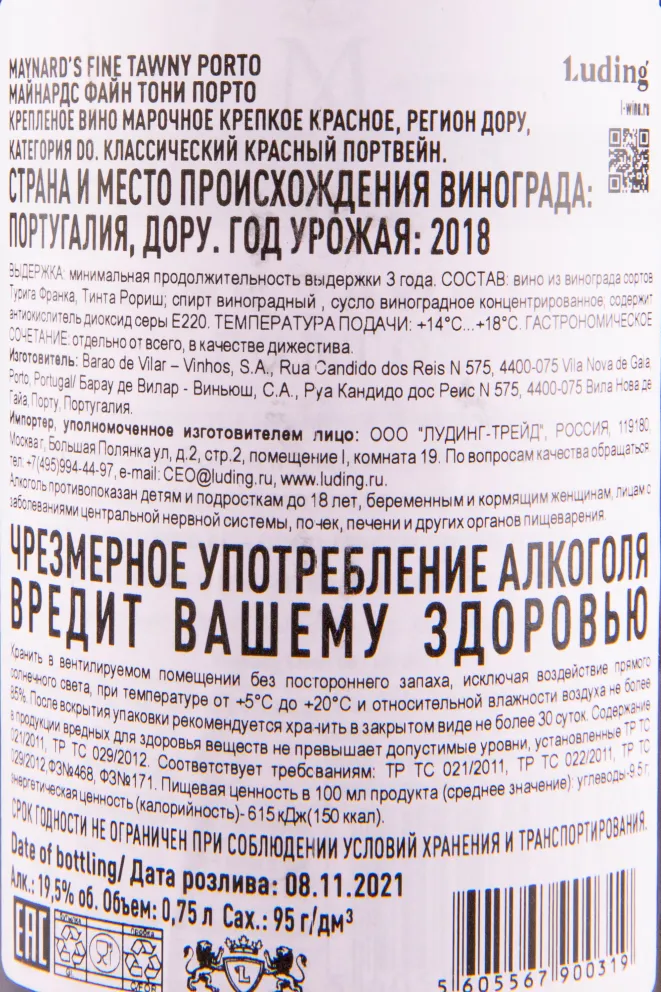 MAYNARD'S FINE TAWNY PORTO
Luding
МАЙНАРДС ФАЙН ТОНИ ПОРТО
l-wine.ru
КРЕПЛЕНОЕ ВИНО МАРОЧНОЕ КРЕПКОЕ КРАСНОЕ, РЕГИОН ДОРУ,
КАТЕГОРИЯ DO. КЛАССИЧЕСКИЙ КРАСНЫЙ ПОРТВЕЙН.
СТРАНА И МЕСТО ПРОИСХОЖДЕНИЯ ВИНОГРАДА:
ПОРТУГАЛИЯ, ДОРУ. ГОД УРОЖАЯ: 2018
ВЫДЕРЖКА: минимальная продолжительность выдержки 3 года. СОСТАВ: вино из винограда сортов
Турига Франка, Тинта Рориш; спирт виноградный , сусло виноградное концентрированное, содержит
антиокислитель диоксид серы Е220. ТЕМПЕРАТУРА ПОДАЧИ: +14°С...+18°С. ГАСТРОНОМИЧЕСКОЕ
СОЧЕТАНИЕ: отдельно от всего, в качестве дижестива.
Изготовитель: Barao de Vilar – Vinhos, S.A., Rua Candido dos Reis N 575, 4400-075 Vila Nova de Gaia,
Porto, Portugal/ Барау де Вилар - Виньюш, С.А., Руа Кандидо дос Реис N 575, 4400-075 Вила Нова де
Гайа, Порту, Португалия.
Импортер, уполномоченное изготовителем лицо: ООО "ЛУДИНГ-ТРЕЙД", РОССИЯ, 119180,
Москва г, Большая Полянка ул, д.2, стр.2, помещение I, комната 19. По вопросам качества обращаться:
тел. +7(495)994-44-97, e-mail: CEO@luding.ru, www.luding.ru.
Алкоголь противопоказан детям и подросткам до 18 лет, беременным и кормящим женщинам, лицам с
заболеваниями центральной нервной системы, почек, печени и других органов пищеварения.
ЧРЕЗМЕРНОЕ УПОТРЕБЛЕНИЕ АЛКОГОЛЯ
ВРЕДИТ ВАШЕМУ ЗДОРОВЬЮ
Хранить в вентилируемом помещении без постороннего запаха, исключая воздействие прямого
солнечного света, при температуре от +5°С до +20°С и относительной влажности воздуха не более
85%. После вскрытия упаковки рекомендуется хранить в закрытом виде не более 30 суток. Содержание
в продукции вредных для здоровья веществ не превышает допустимые уровни, установленные ТР ТС
021/2011, ТР ТС 029/2012. Соответствует требованиям: ТР ТС 021/2011, ТР ТС 022/2011, ТР ТС
029/2012,ФЗ№468, ФЗ№171. Пищевая ценность в 100 мл продукта (среднее значение): углеводы-9,5 г,
энергетическая ценность (калорийность)- 615 кДж(150 ккал).
СРОК ГОДНОСТИ НЕ ОГРАНИЧЕН ПРИ СОБЛЮДЕНИИ УСЛОВИЙ ХРАНЕНИЯ И ТРАНСПОРТИРОВАНИЯ.
Date of bottling/ Дата розлива: 08.11.2021
Алк.: 19,5% об. Объем: 0,75 л Сах.: 95 г/дм³
EAC
L
5 605567 900319